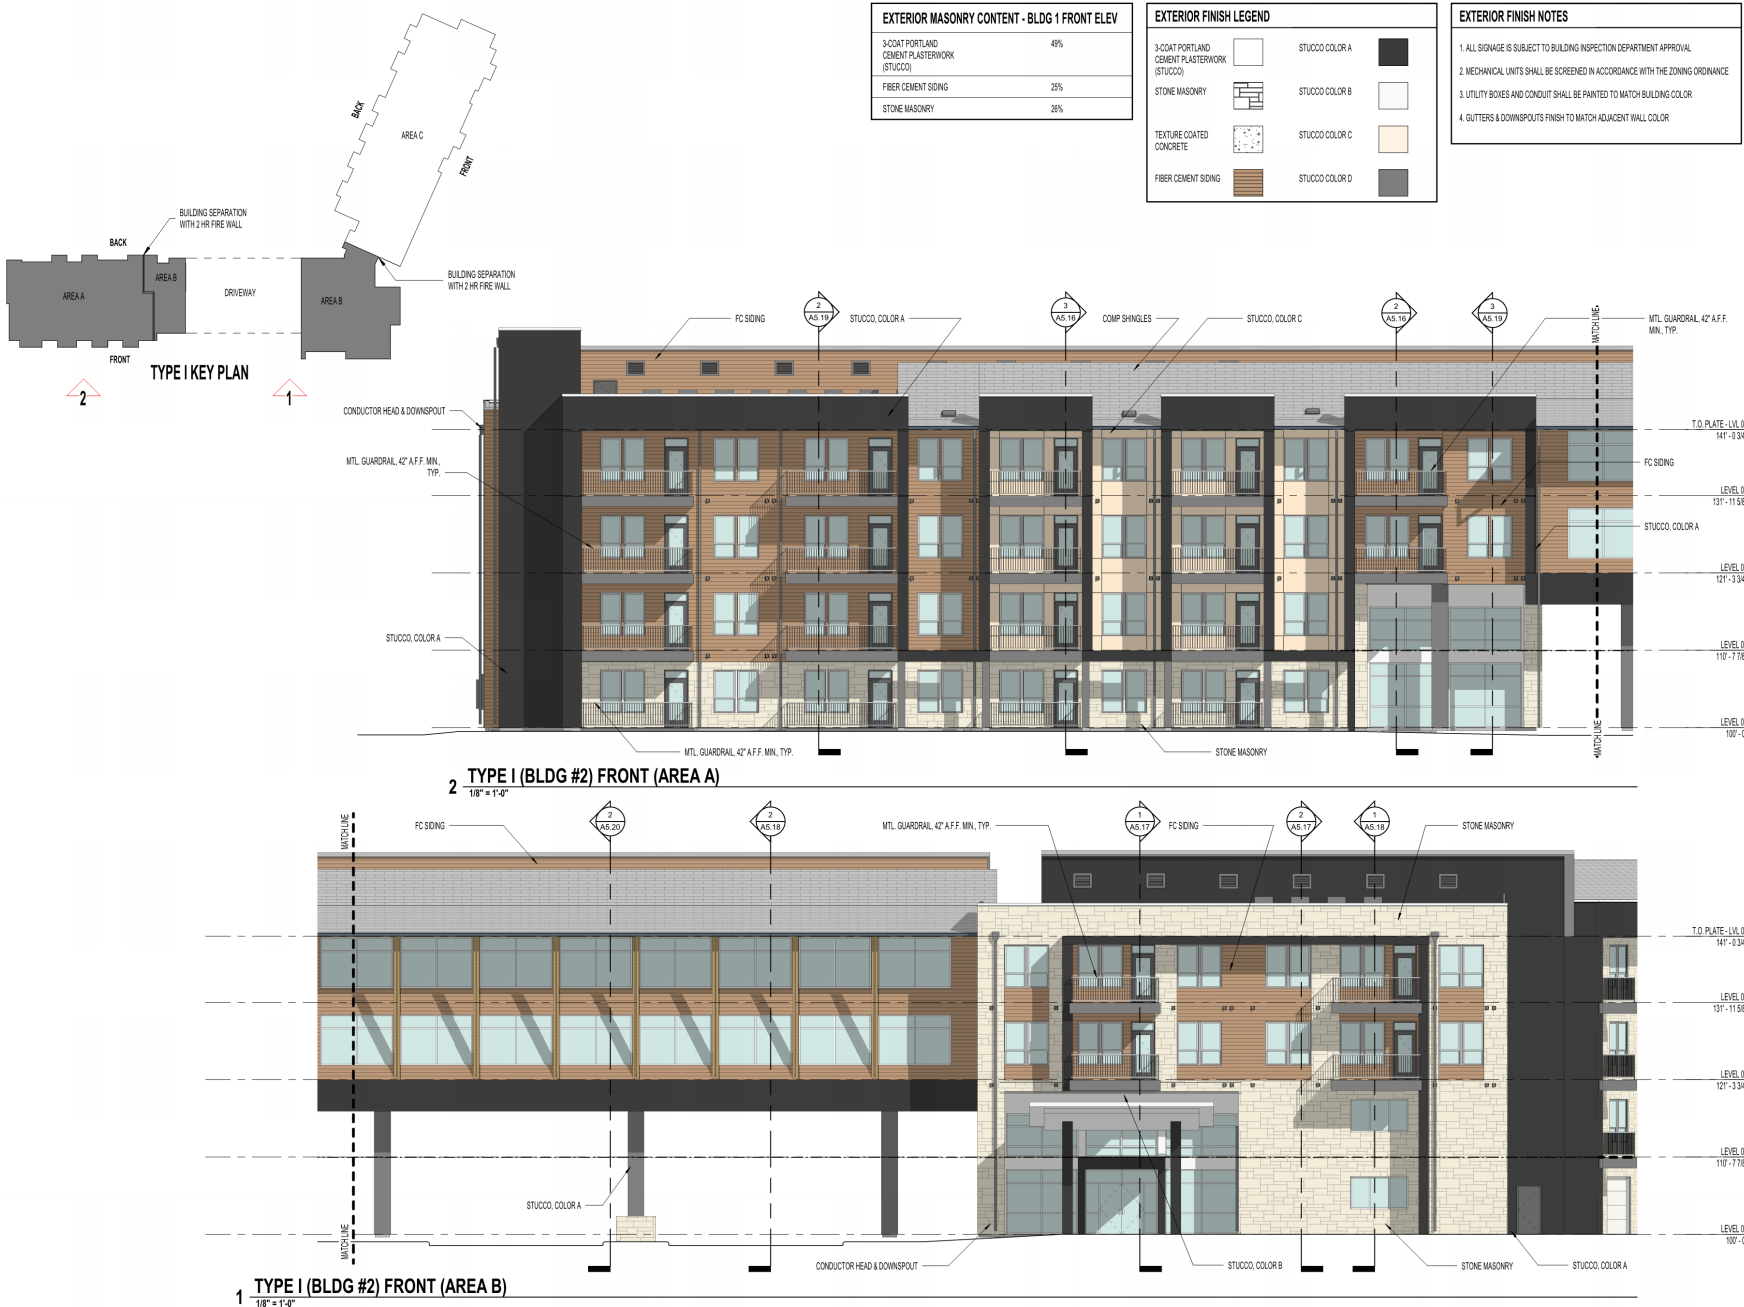 EXTERIOR MASONRY CONTENT - BLDG 1 FRONT ELEV
3-COAT PORTLAND
CEMENT PLASTERWORK
(STUCCO)
49%
FIBER CEMENT SIDING
25%
STONE MASONRY
26%
EXTERIOR FINISH LEGEND
3-COAT PORTLAND
CEMENT PLASTERWORK
(STUCCO)
STUCCO COLOR A
STONE MASONRY
STUCCO COLOR B
TEXTURE COATED
CONCRETE
STUCCO COLOR C
FIBER CEMENT SIDING
STUCCO COLOR D
EXTERIOR FINISH NOTES
1. ALL SIGNAGE IS SUBJECT TO BUILDING INSPECTION DEPARTMENT APPROVAL
2. MECHANICAL UNITS SHALL BE SCREENED IN ACCORDANCE WITH THE ZONING ORDINANCE
3. UTILITY BOXES AND CONDUIT SHALL BE PAINTED TO MATCH BUILDING COLOR
4. GUTTERS & DOWNSPOUTS FINISH TO MATCH ADJACENT WALL COLOR
BACK
AREA C
FRONT
BUILDING SEPARATION
WITH 2 HR FIRE WALL
BACK
AREA B
AREA A
DRIVEWAY
AREA B
BUILDING SEPARATION
WITH 2 HR FIRE WALL
FRONT
TYPE I KEY PLAN
2
1
FC SIDING
2
A5.19
STUCCO, COLOR A
3
A5.16
COMP SHINGLES
STUCCO, COLOR C
2
A5.16
3
A5.19
MATCH LINE
MTL. GUARDRAIL, 42" A.F.F.
MIN., TYP.
CONDUCTOR HEAD & DOWNSPOUT
T.O. PLATE - LVL 0
141' - 0 3/4
MTL. GUARDRAIL, 42" A.F.F. MIN.,
TYP.
FC SIDING
LEVEL 0
131' - 11 5/8
STUCCO, COLOR A
LEVEL 0
121' - 3 3/4
STUCCO, COLOR A
LEVEL 0
110' - 7 7/8
LEVEL 0
100' - 0
MATCH LINE
MTL. GUARDRAIL, 42" A.F.F. MIN., TYP.
STONE MASONRY
2
TYPE I (BLDG #2) FRONT (AREA A)
1/8" = 1'-0"
MATCH LINE
FC SIDING
2
A5.20
2
A5.18
MTL. GUARDRAIL, 42" A.F.F. MIN., TYP.
1
A5.17
FC SIDING
2
A5.17
1
A5.18
STONE MASONRY
T.O. PLATE - LVL 0
141' - 0 3/4
LEVEL 0
131' - 11 5/8
LEVEL 0
121' - 3 3/4
LEVEL 0
110' - 7 7/8
STUCCO, COLOR A
LEVEL 0
100' - 0
MATCH LINE
CONDUCTOR HEAD & DOWNSPOUT
STUCCO, COLOR B
STONE MASONRY
STUCCO, COLOR A
1
TYPE I (BLDG #2) FRONT (AREA B)
1/8" = 1'-0"